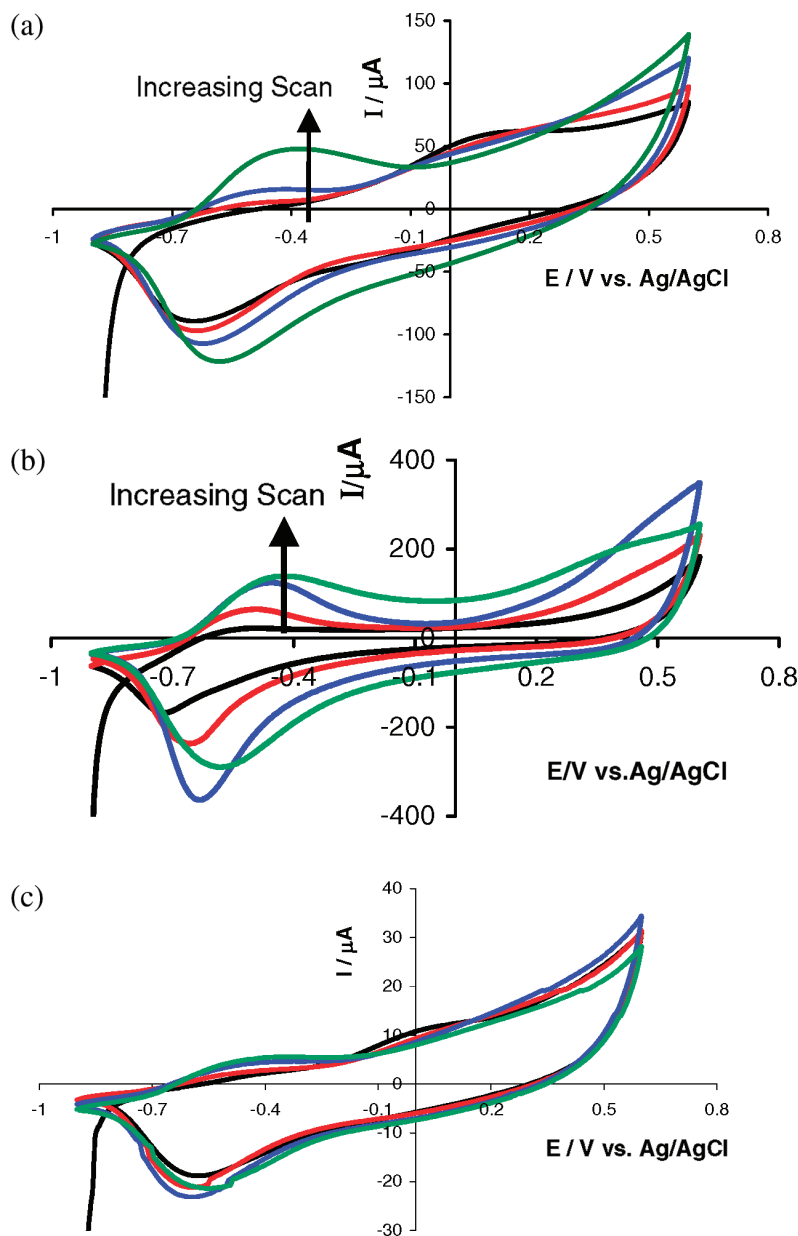 (a)
150
100
50
0
-50
-100
-150
I / µA
Increasing Scan
-1 -0.7 -0.4 -0.1 0.2 0.5 0.8
E / V vs. Ag/AgCl
(b)
400
200
0
-200
-400
I/µA
Increasing Scan
-1 -0.7 -0.4 -0.1 0.2 0.5 0.8
E/V vs.Ag/AgCl
(c)
40
30
20
10
0
-10
-20
-30
I / µA
-1 -0.7 -0.4 -0.1 0.2 0.5 0.8
E / V vs. Ag/AgCl